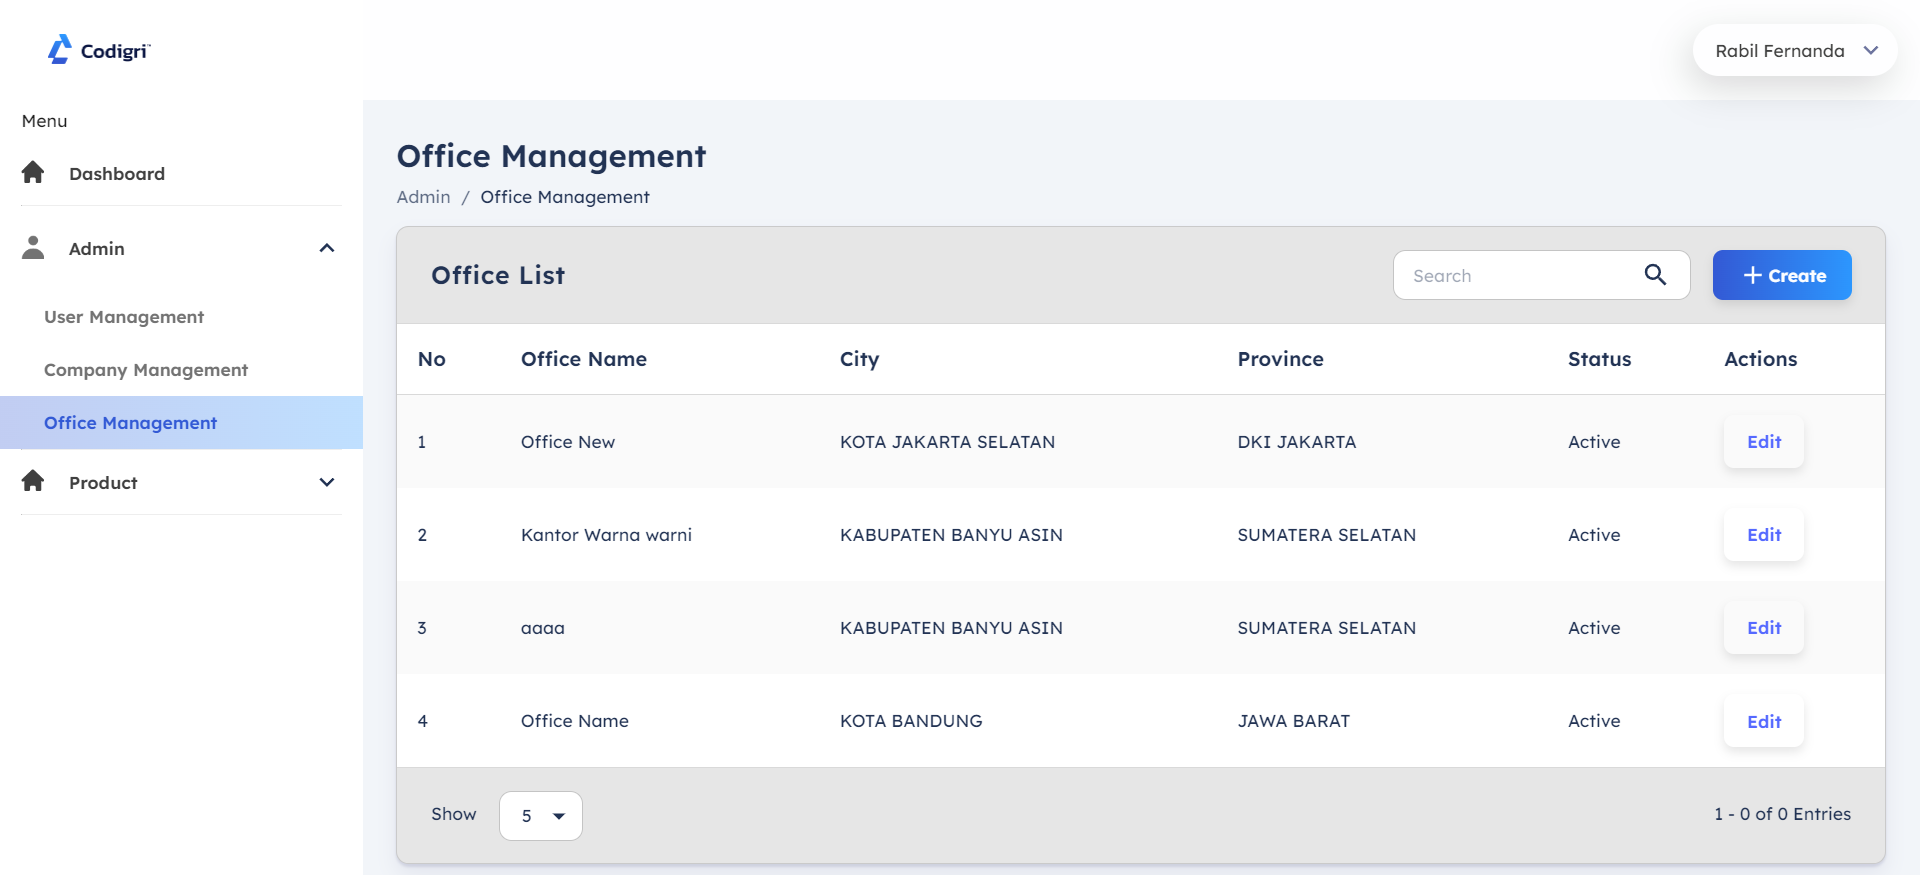 Codigri™
Rabil Fernanda
Menu
Dashboard
Admin
User Management
Company Management
Office Management
Product
Office Management
Admin / Office Management
Office List
Search
+ Create
No Office Name City Province Status Actions
1 Office New KOTA JAKARTA SELATAN DKI JAKARTA Active Edit
2 Kantor Warna warni KABUPATEN BANYU ASIN SUMATERA SELATAN Active Edit
3 aaaa KABUPATEN BANYU ASIN SUMATERA SELATAN Active Edit
4 Office Name KOTA BANDUNG JAWA BARAT Active Edit
Show 5 1 - 0 of 0 Entries